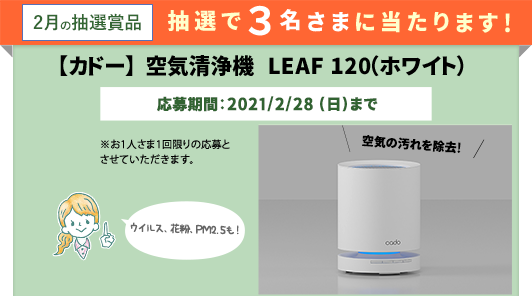 2月の抽選賞品
抽選で3名さまに当たります!
【カドー】空気清浄機 LEAF 120(ホワイト)
応募期間:2021/2/28 (日)まで
※お1人さま1回限りの応募と
させていただきます。
空気の汚れを除去!
ウイルス、花粉、PM2.5も!
cado